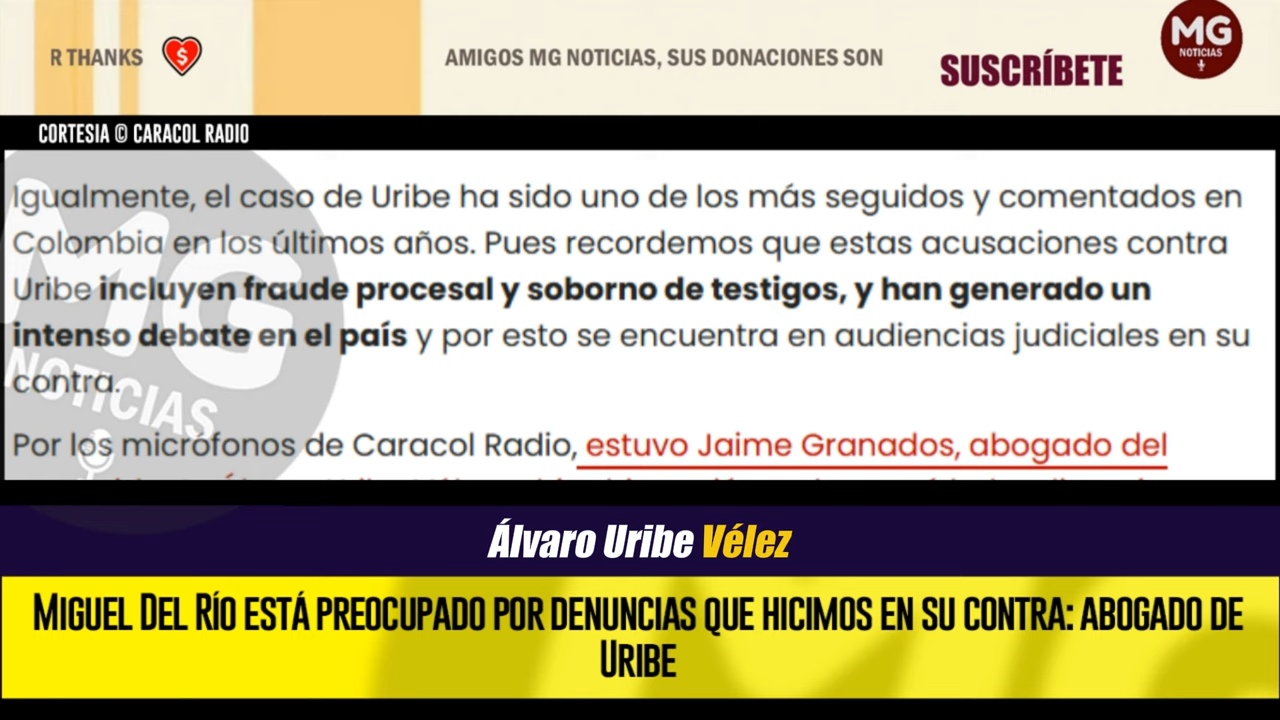 R THANKS
AMIGOS MG NOTICIAS, SUS DONACIONES SON
SUSCRÍBETE
MG
NOTICIAS
CORTESIA © CARACOL RADIO
Igualmente, el caso de Uribe ha sido uno de los más seguidos y comentados en
Colombia en los últimos años. Pues recordemos que estas acusaciones contra
Uribe incluyen fraude procesal y soborno de testigos, y han generado un
intenso debate en el país y por esto se encuentra en audiencias judiciales en su
contra.
Por los micrófonos de Caracol Radio, estuvo Jaime Granados, abogado del
MG
NOTICIAS
Álvaro Uribe Vélez
MIGUEL DEL RÍO ESTÁ PREOCUPADO POR DENUNCIAS QUE HICIMOS EN SU CONTRA: ABOGADO DE
URIBE